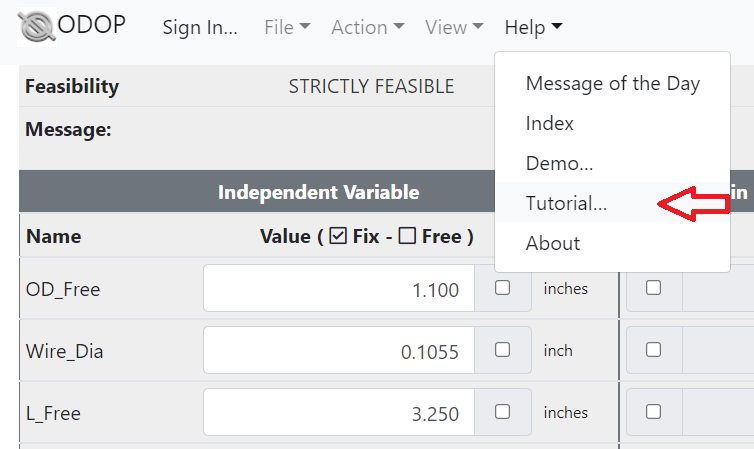 ODOP Sign In... File Action View Help
Message of the Day
Index
Demo...
Tutorial...
About
Feasibility STRICTLY FEASIBLE
Message:
Independent Variable in
Name Value ( Fix - Free )
OD_Free 1.100 inches
Wire_Dia 0.1055 inch
L_Free 3.250 inches